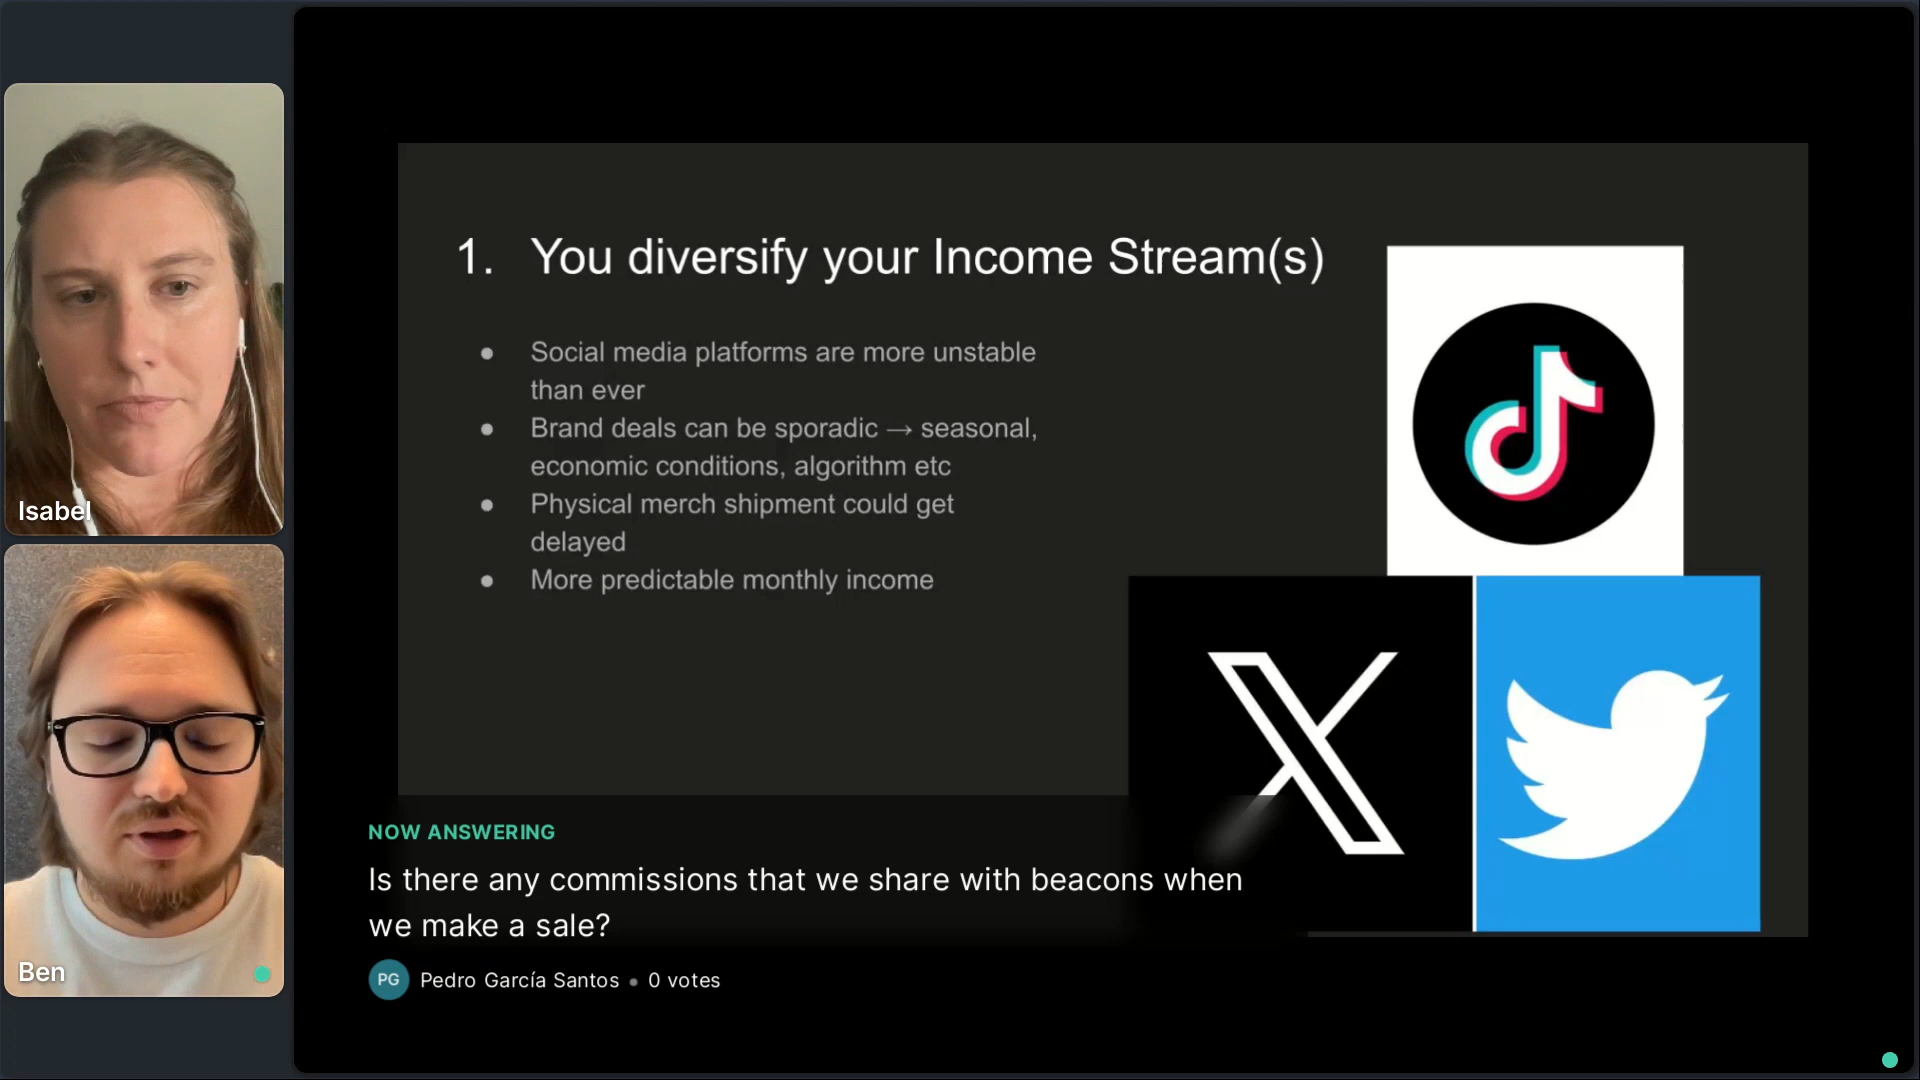 Isabel
Ben
1. You diversify your Income Stream(s)
● Social media platforms are more unstable
than ever
● Brand deals can be sporadic → seasonal,
economic conditions, algorithm etc
● Physical merch shipment could get
delayed
● More predictable monthly income
NOW ANSWERING
Is there any commissions that we share with beacons when
we make a sale?
PG Pedro García Santos • 0 votes